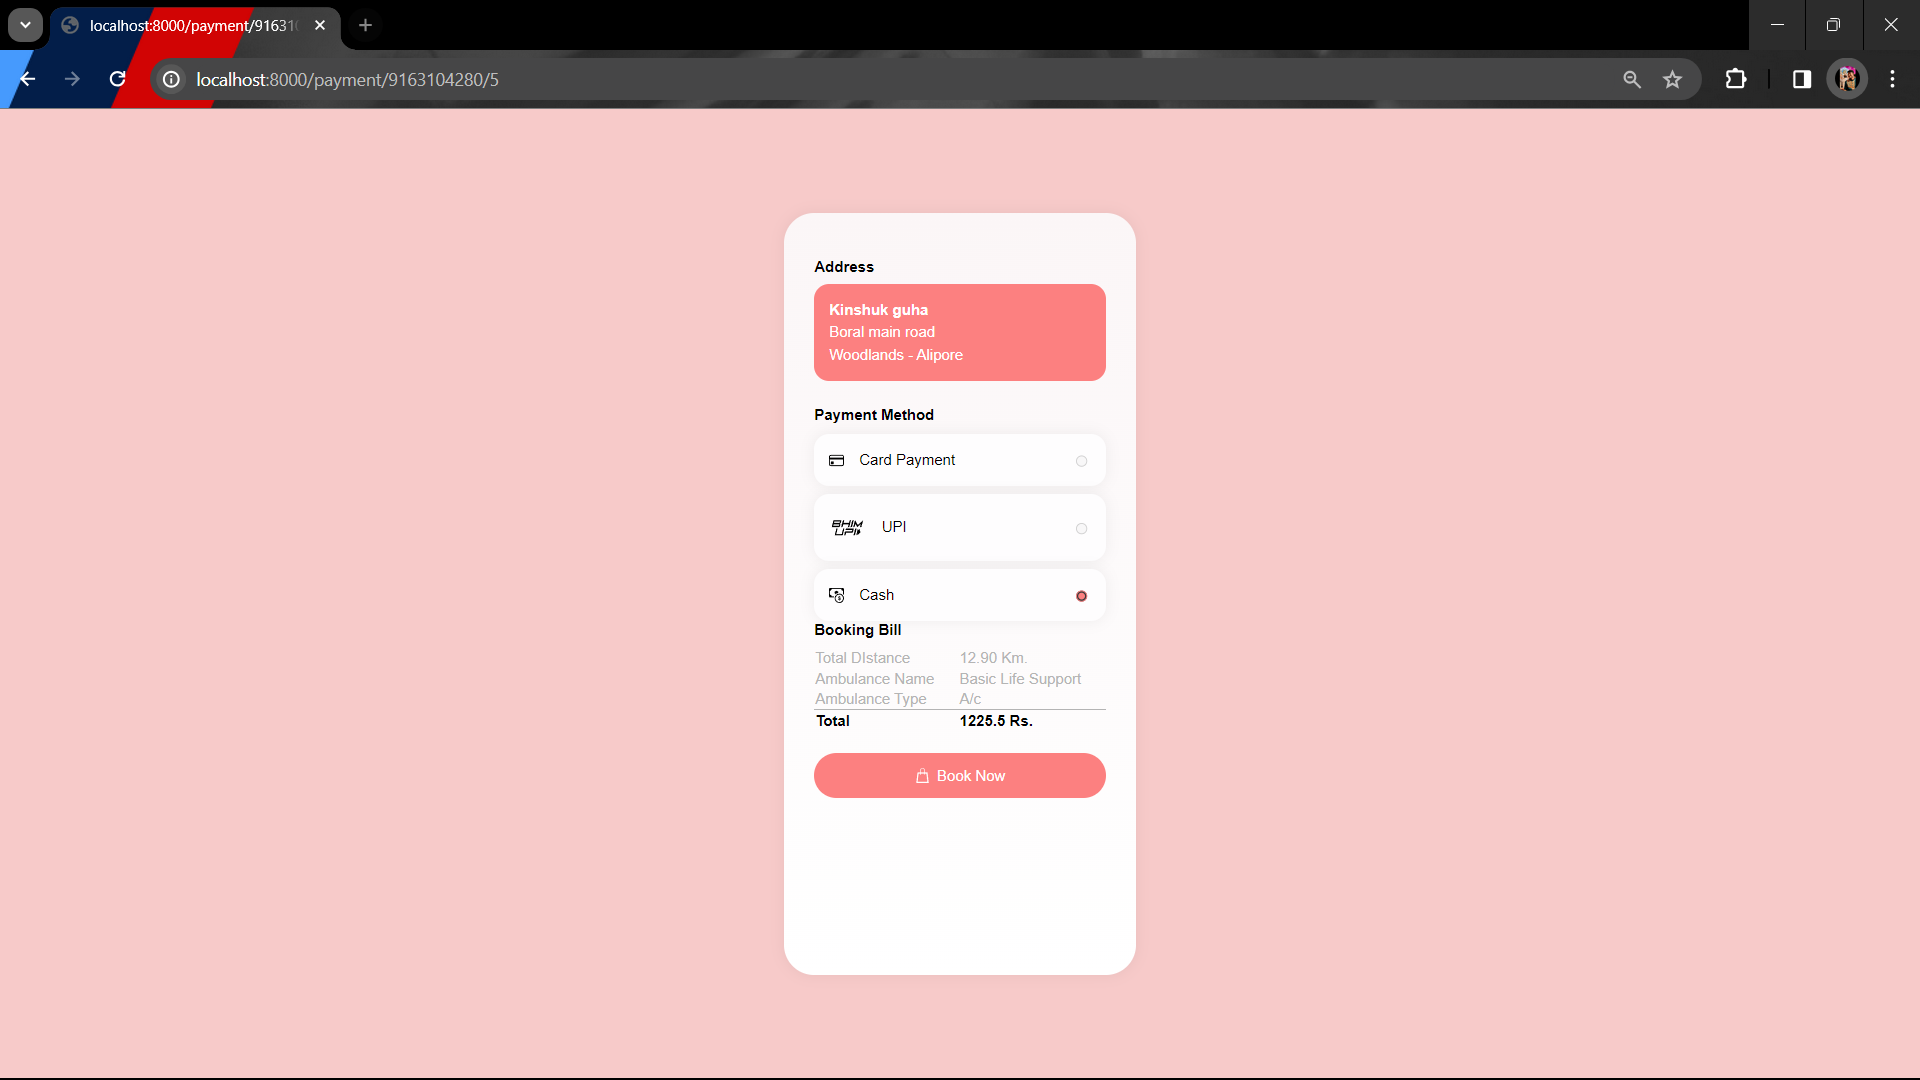 localhost:8000/payment/91631
localhost:8000/payment/9163104280/5
Address
Kinshuk guha
Boral main road
Woodlands - Alipore
Payment Method
Card Payment
BHIM UPI UPI
Cash
Booking Bill
Total DIstance 12.90 Km.
Ambulance Name Basic Life Support
Ambulance Type A/c
Total 1225.5 Rs.
Book Now